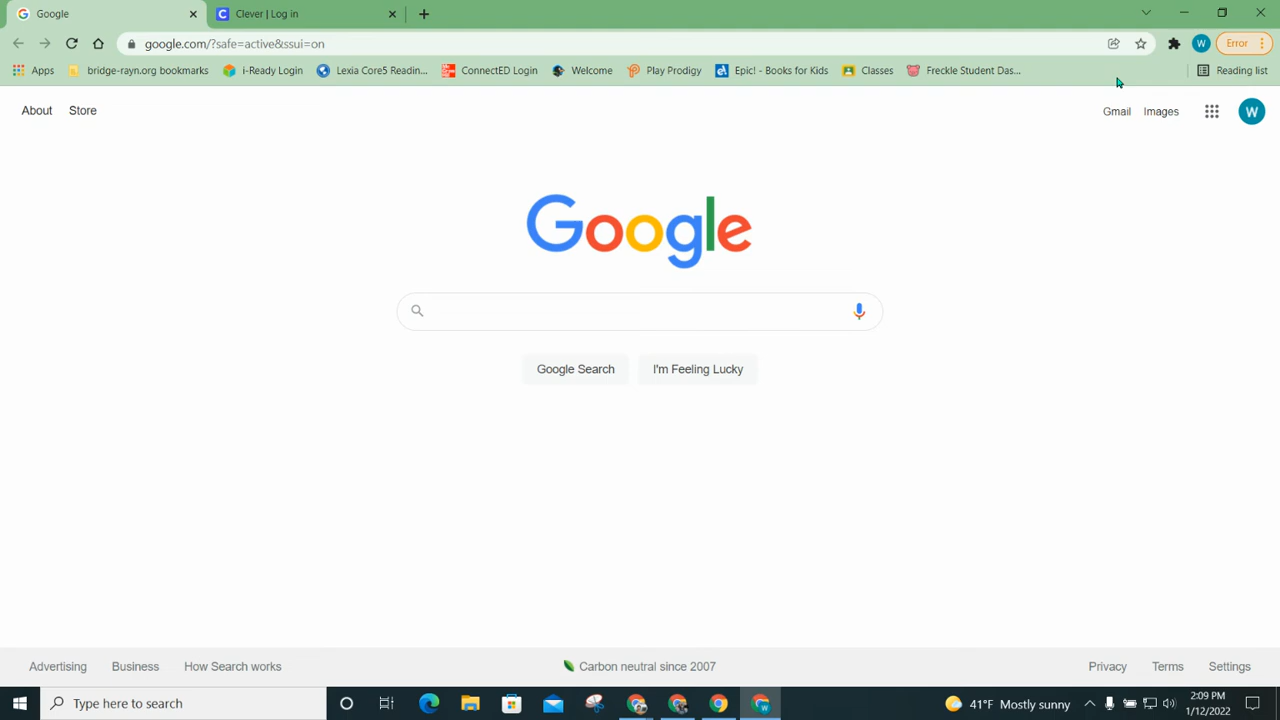 Google
Clever | Log in
google.com/?safe=active&ssui=on
W
Error
Apps
bridge-rayn.org bookmarks
i-Ready Login
Lexia Core5 Readin...
ConnectED Login
Welcome
Play Prodigy
Epic! - Books for Kids
Classes
Freckle Student Das...
Reading list
About
Store
Gmail
Images
W
Google
Google Search
I'm Feeling Lucky
Advertising
Business
How Search works
Carbon neutral since 2007
Privacy
Terms
Settings
Type here to search
41°F Mostly sunny
2:09 PM
1/12/2022